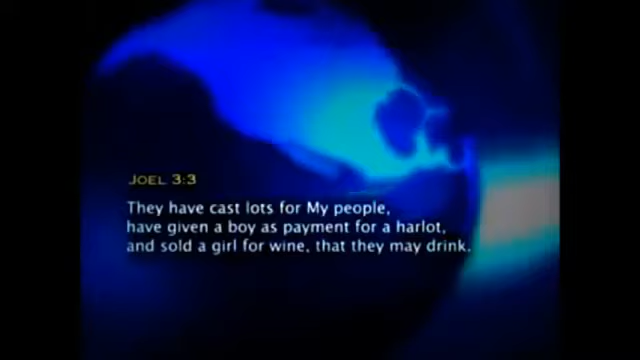 JOEL 3:3
They have cast lots for My people,
have given a boy as payment for a harlot,
and sold a girl for wine, that they may drink.